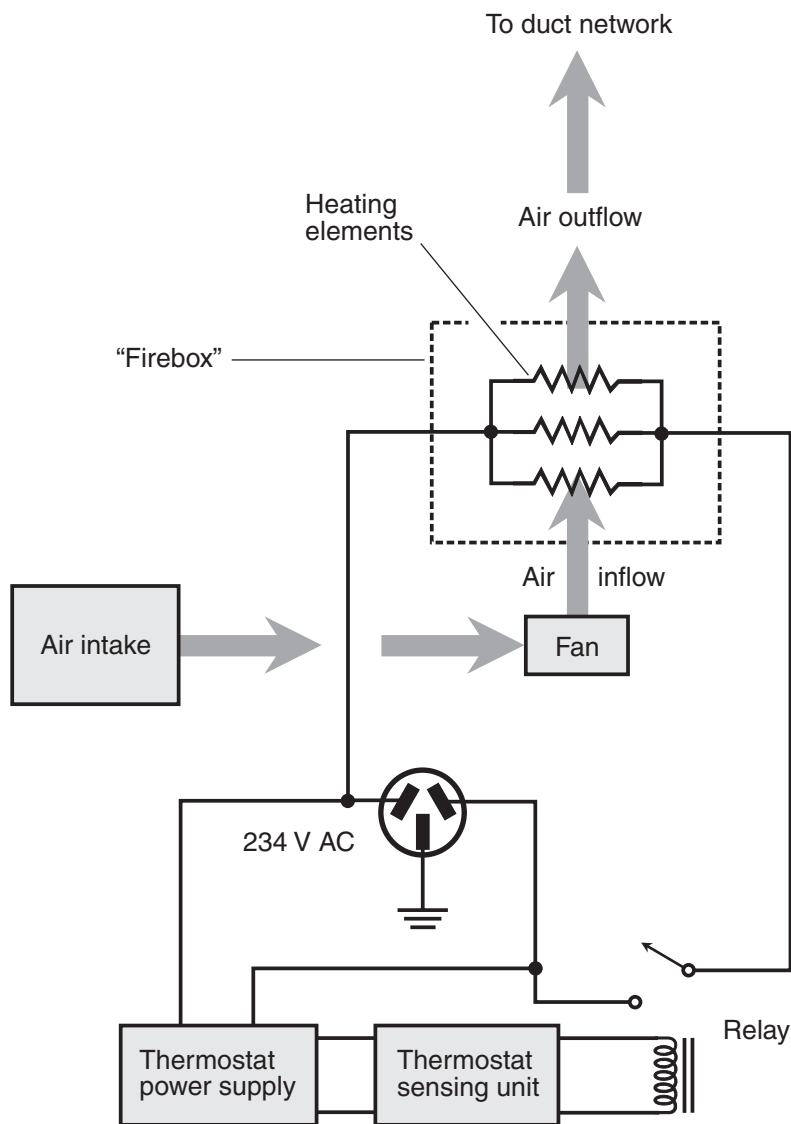 To duct network
Heating
elements
Air outflow
“Firebox”
Air inflow
Air intake
Fan
234 V AC
Relay
Thermostat
power supply
Thermostat
sensing unit